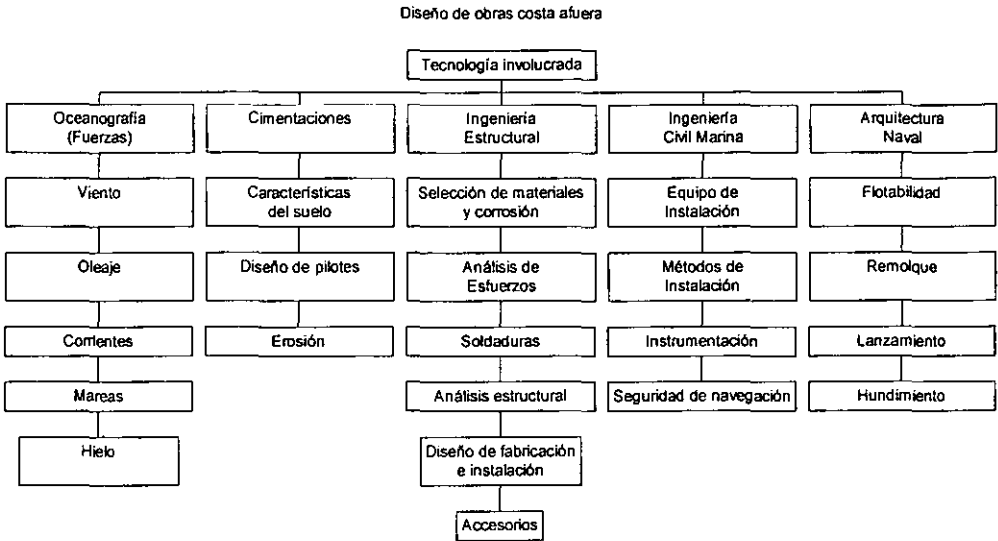 Diseño de obras costa afuera
Tecnología involucrada
Oceanografía
(Fuerzas)
Viento
Oleaje
Corrientes
Mareas
Hielo
Cimentaciones
Características
del suelo
Diseño de pilotes
Erosión
Ingeniería
Estructural
Selección de materiales
y corrosión
Análisis de
Esfuerzos
Soldaduras
Análisis estructural
Diseño de fabricación
e instalación
Accesorios
Ingeniería
Civil Marina
Equipo de
Instalación
Métodos de
Instalación
Instrumentación
Seguridad de navegación
Arquitectura
Naval
Flotabilidad
Remolque
Lanzamiento
Hundimiento